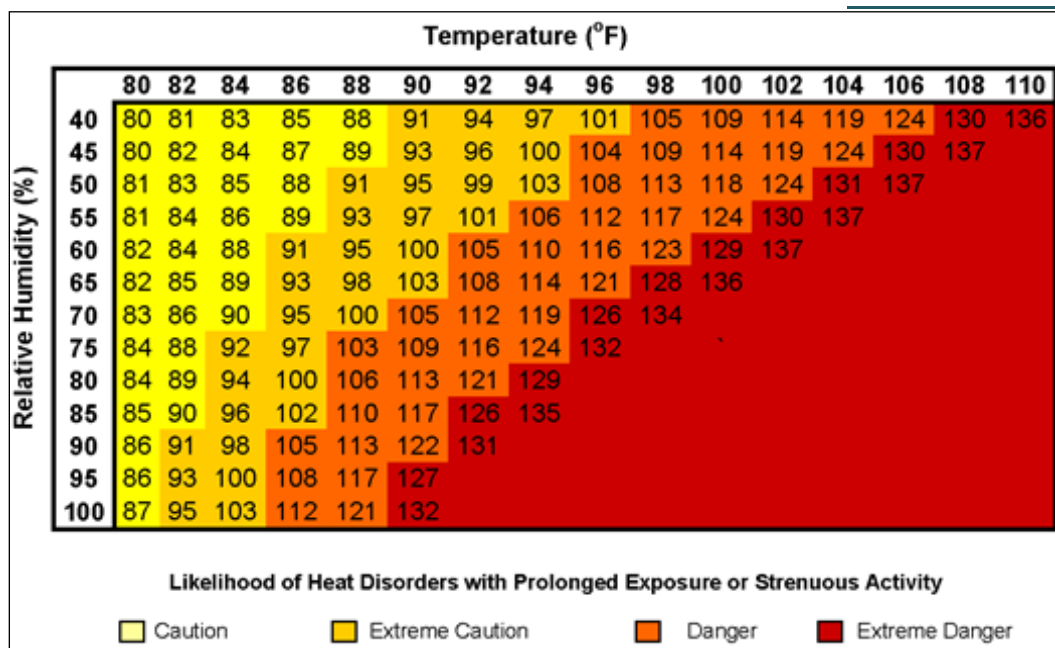 Temperature (°F)
80 82 84 86 88 90 92 94 96 98 100 102 104 106 108 110
Relative Humidity (%)
40 80 81 83 85 88 91 94 97 101 105 109 114 119 124 130 136
45 80 82 84 87 89 93 96 100 104 109 114 119 124 130 137
50 81 83 85 88 91 95 99 103 108 113 118 124 131 137
55 81 84 86 89 93 97 101 106 112 117 124 130 137
60 82 84 88 91 95 100 105 110 116 123 129 137
65 82 85 89 93 98 103 108 114 121 128 136
70 83 86 90 95 100 105 112 119 126 134
75 84 88 92 97 103 109 116 124 132
80 84 89 94 100 106 113 121 129
85 85 90 96 102 110 117 126 135
90 86 91 98 105 113 122 131
95 86 93 100 108 117 127
100 87 95 103 112 121 132
Likelihood of Heat Disorders with Prolonged Exposure or Strenuous Activity
Caution Extreme Caution Danger Extreme Danger